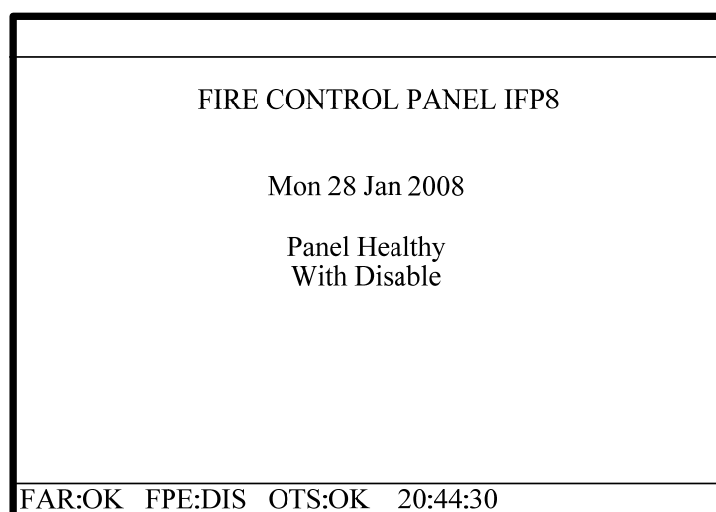 FIRE CONTROL PANEL IFP8
Mon 28 Jan 2008
Panel Healthy
With Disable
FAR:OK FPE:DIS OTS:OK 20:44:30